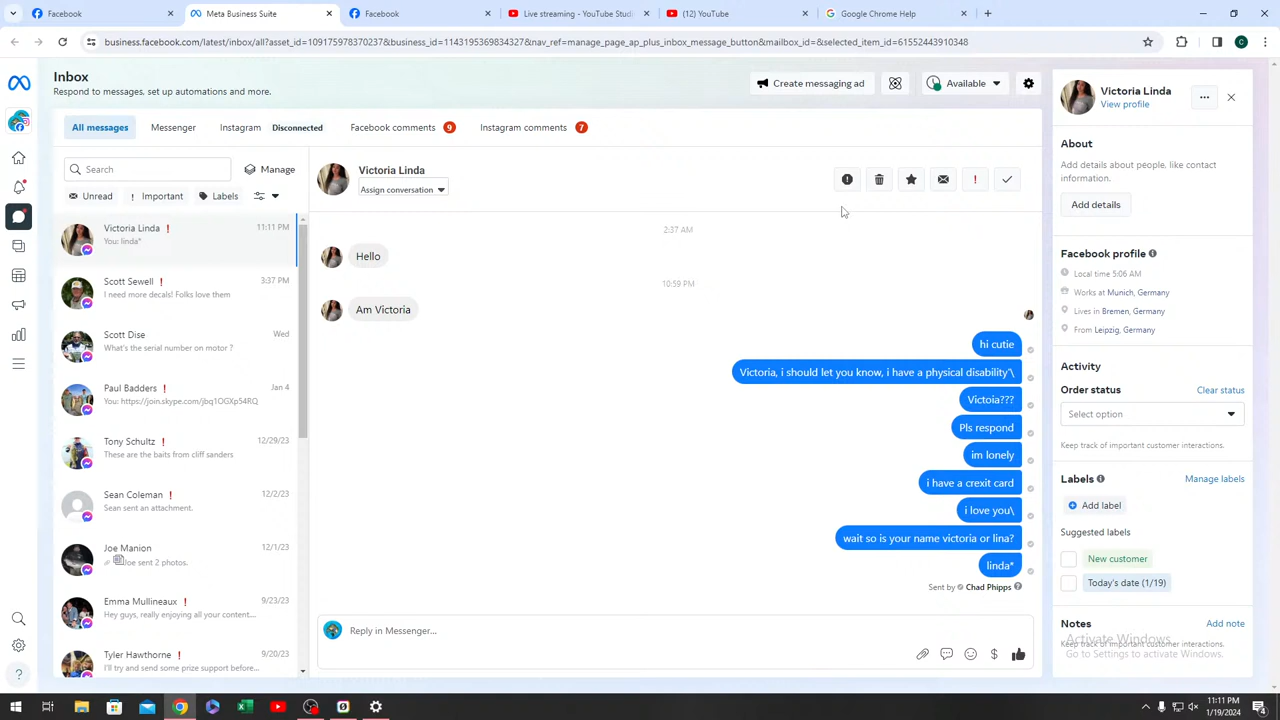 Facebook
Meta Business Suite
Facebook
Live streaming - YouTube Studi
(12) YouTube
Google Chrome Help
business.facebook.com/latest/inbox/all?asset_id=109175978370237&business_id=1143195369834327&nav_ref=manage_page_ap_plus_inbox_message_button&mailbox_id=&selected_item_id=61552443910348
C
Inbox
Respond to messages, set up automations and more.
Create messaging ad
Available
All messages
Messenger
Instagram
Disconnected
Facebook comments
9
Instagram comments
7
Search
Manage
Unread
! Important
Labels
Victoria Linda !
11:11 PM
You: linda*
Scott Sewell !
3:37 PM
I need more decals! Folks love them
Scott Dise
Wed
What's the serial number on motor ?
Paul Badders !
Jan 4
You: https://join.skype.com/jbq1OGXp54RQ
Tony Schultz !
12/29/23
These are the baits from cliff sanders
Sean Coleman !
12/2/23
Sean sent an attachment.
Joe Manion
12/1/23
Joe sent 2 photos.
Emma Mullineaux !
9/23/23
Hey guys, really enjoying all your content....
Tyler Hawthorne !
9/20/23
I'll try and send some prize support before...
Victoria Linda
Assign conversation
2:37 AM
Hello
10:59 PM
Am Victoria
hi cutie
Victoria, i should let you know, i have a physical disability'\
Victoia???
Pls respond
im lonely
i have a crexit card
i love you\
wait so is your name victoria or lina?
linda*
Sent by Chad Phipps
Reply in Messenger...
Victoria Linda
View profile
About
Add details about people, like contact
information.
Add details
Facebook profile
Local time 5:06 AM
Works at Munich, Germany
Lives in Bremen, Germany
From Leipzig, Germany
Activity
Order status
Clear status
Select option
Keep track of important customer interactions.
Labels
Manage labels
Add label
Suggested labels
New customer
Today's date (1/19)
Notes
Add note
Keep track of important customer interactions.
Activate Windows
Go to Settings to activate Windows.
11:11 PM
1/19/2024
4